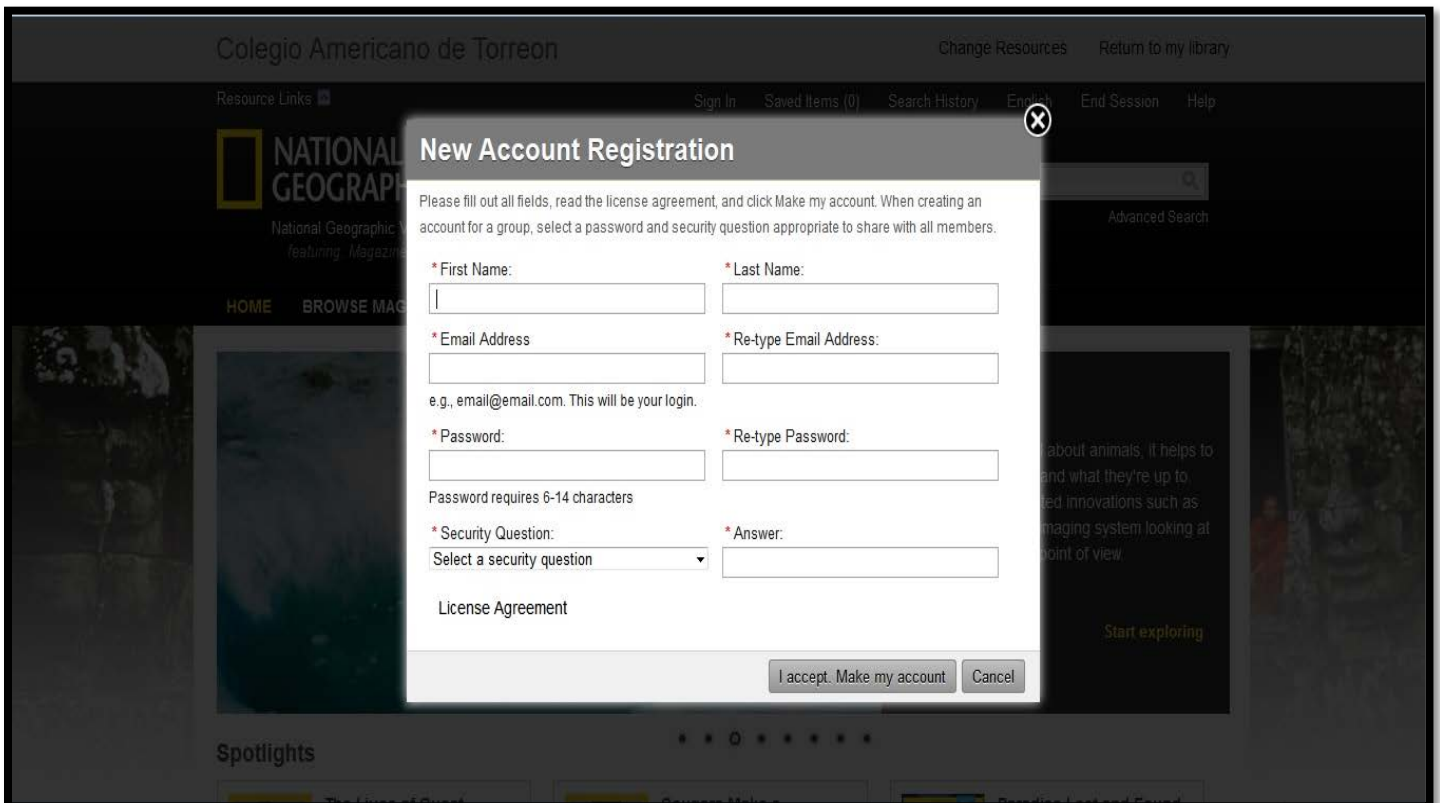 Colegio Americano de Torreon
Change Resources Return to my library
Resource Links
Sign In Saved Items (0) Search History English End Session Help
NATIONAL
GEOGRAPH
National Geographic V
featuring Magazine
Advanced Search
HOME BROWSE MAG
New Account Registration
Please fill out all fields, read the license agreement, and click Make my account. When creating an
account for a group, select a password and security question appropriate to share with all members.
* First Name: * Last Name:
* Email Address * Re-type Email Address:
e.g., email@email.com. This will be your login.
* Password: * Re-type Password:
Password requires 6-14 characters
* Security Question: * Answer:
Select a security question
License Agreement
I accept. Make my account Cancel
about animals, it helps to
and what they're up to
ted innovations such as
maging system looking at
point of view
Start exploring
Spotlights